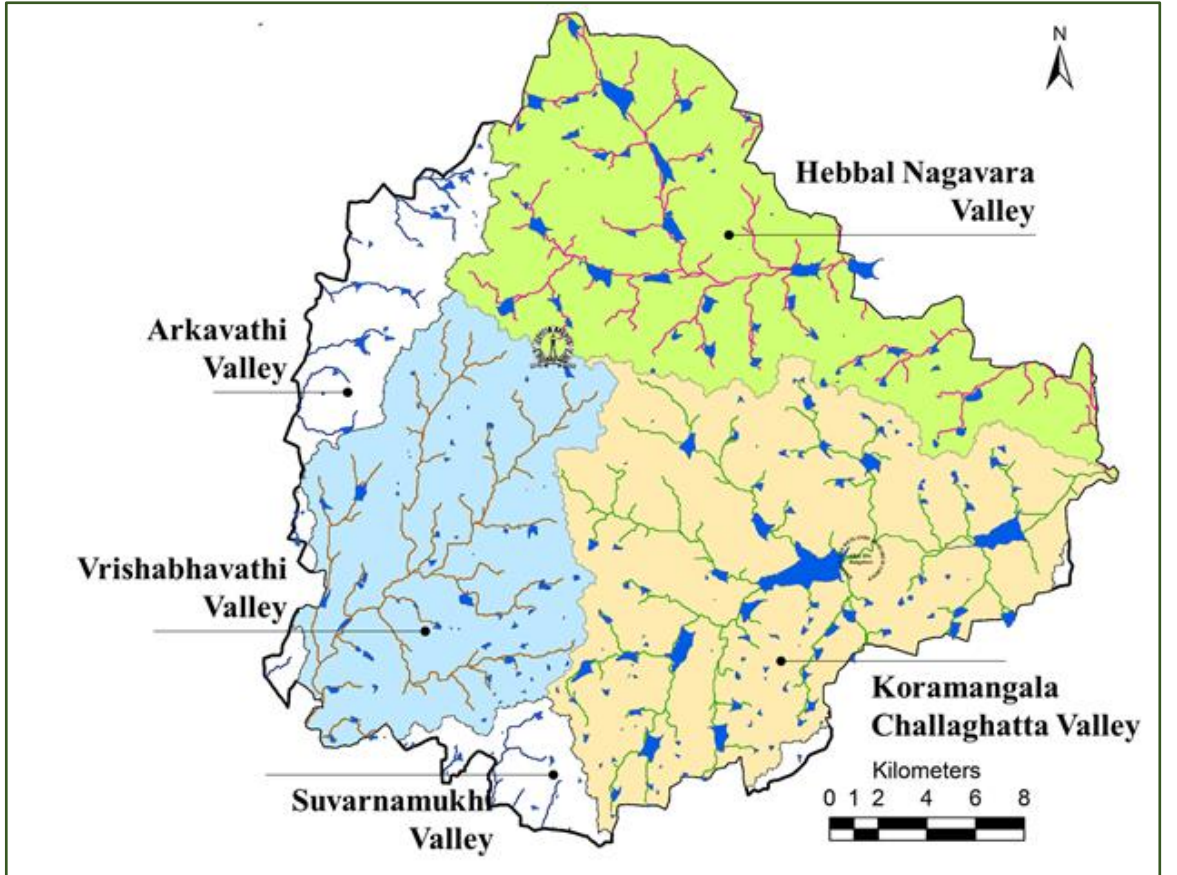 N
Hebbal Nagavara
Valley
Arkavathi
Valley
Vrishabhavathi
Valley
Koramangala
Challaghatta Valley
Suvarnamukhi
Valley
Kilometers
0 1 2 4 6 8